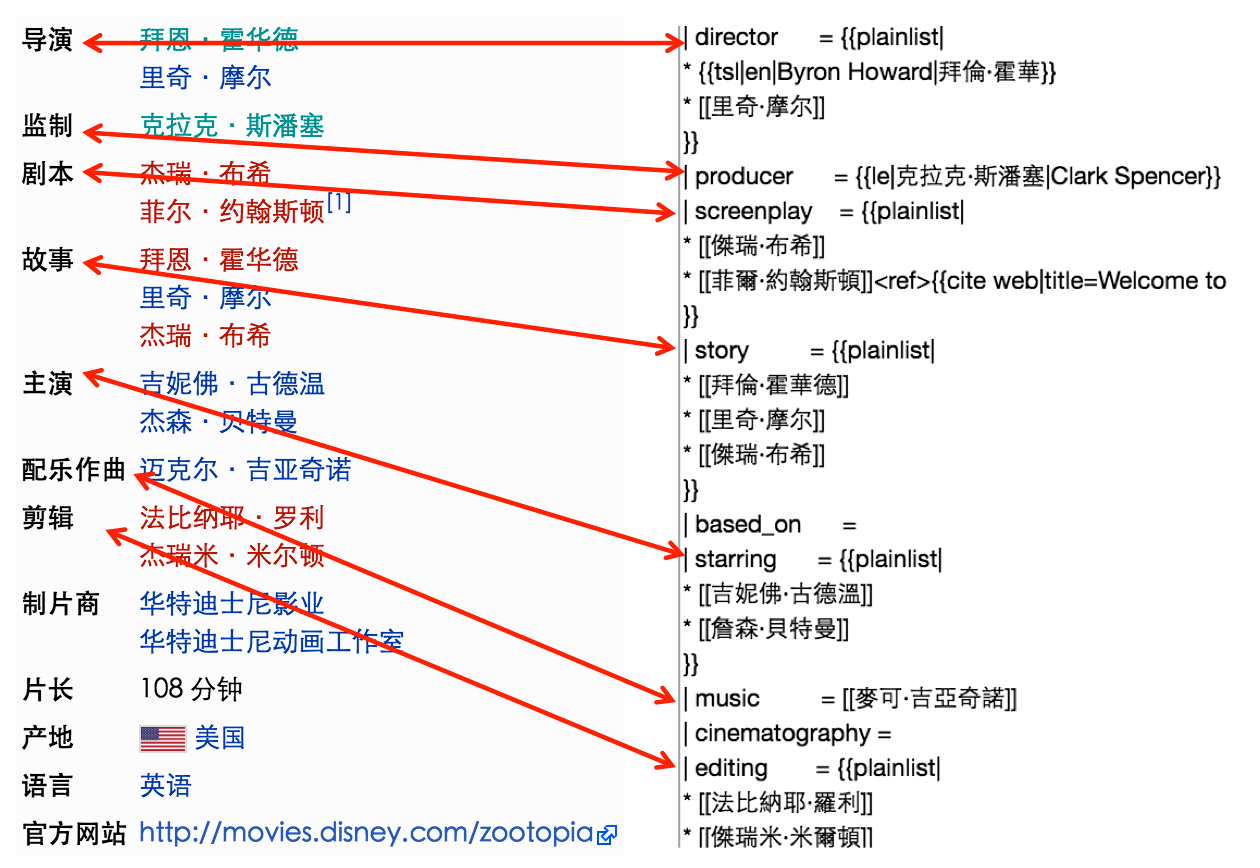 导演 拜恩·霍华德
里奇·摩尔
监制 克拉克·斯潘塞
剧本 杰瑞·布希
菲尔·约翰斯顿[1]
故事 拜恩·霍华德
里奇·摩尔
杰瑞·布希
主演 吉妮佛·古德温
杰森·贝特曼
配乐作曲 迈克尔·吉亚奇诺
剪辑 法比纳耶·罗利
杰瑞米·米尔顿
制片商 华特迪士尼影业
华特迪士尼动画工作室
片长 108 分钟
产地 美国
语言 英语
官方网站 http://movies.disney.com/zootopia
| director = {{plainlist|
* {{tsl|en|Byron Howard|拜倫·霍華}}
* [[里奇·摩尔]]
}}
| producer = {{le|克拉克·斯潘塞|Clark Spencer}}
| screenplay = {{plainlist|
* [[傑瑞·布希]]
* [[菲爾·約翰斯頓]]<ref>{{cite web|title=Welcome to
}}
| story = {{plainlist|
* [[拜倫·霍華德]]
* [[里奇·摩尔]]
* [[傑瑞·布希]]
}}
| based_on =
| starring = {{plainlist|
* [[吉妮佛·古德溫]]
* [[詹森·貝特曼]]
}}
| music = [[麥可·吉亞奇諾]]
| cinematography =
| editing = {{plainlist|
* [[法比納耶·羅利]]
* [[傑瑞米·米爾頓]]